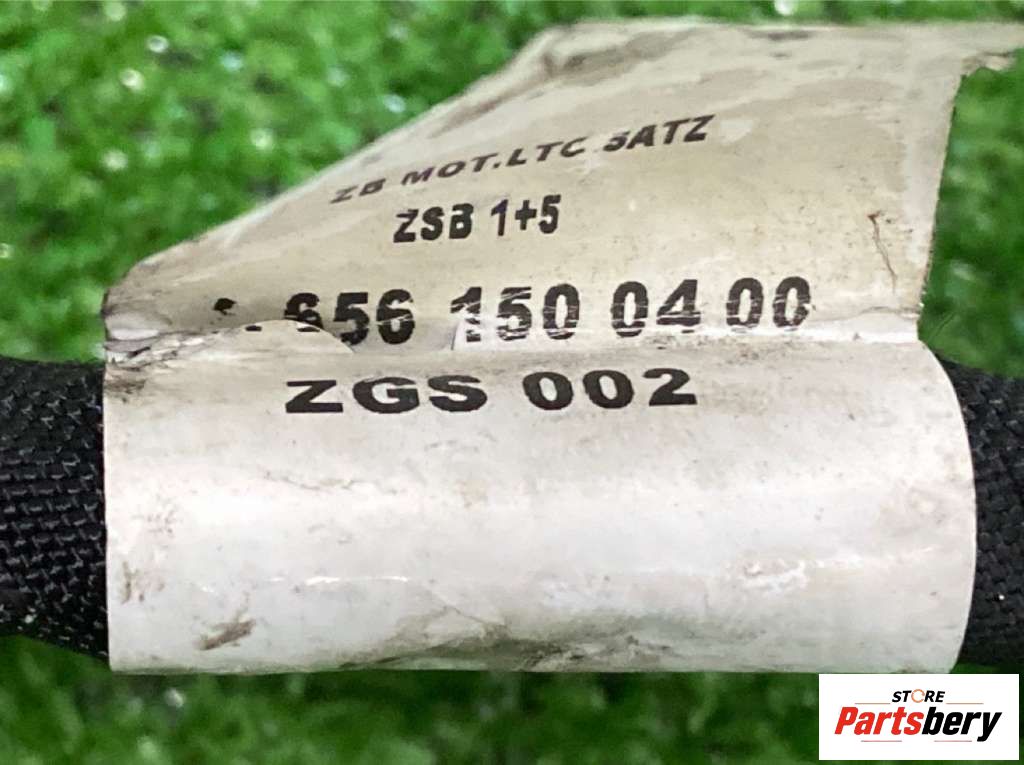 ZB MOT.LTC SATZ
ZSB 1+5
656 150 04 00
ZGS 002
STORE
Partsbery